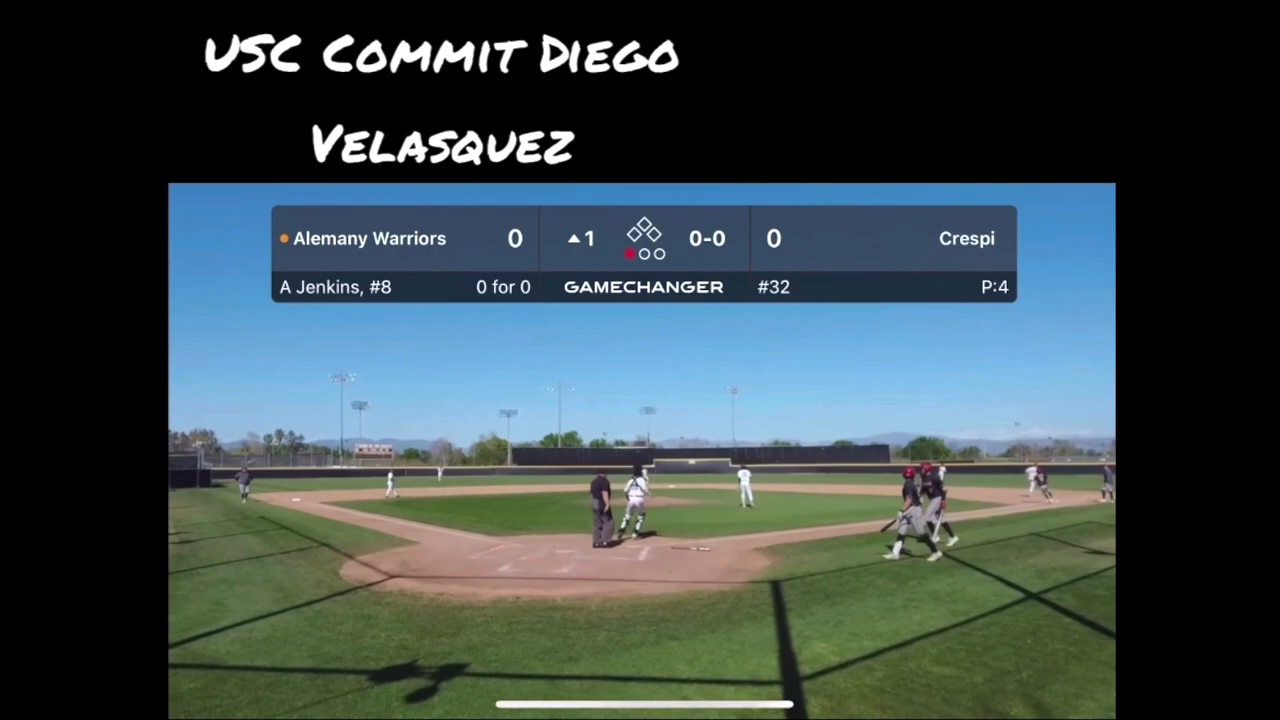 USC COMMIT DIEGO
VELASQUEZ
Alemany Warriors 0 ▲1 0-0 0 Crespi
A Jenkins, #8 0 for 0 GAMECHANGER #32 P:4